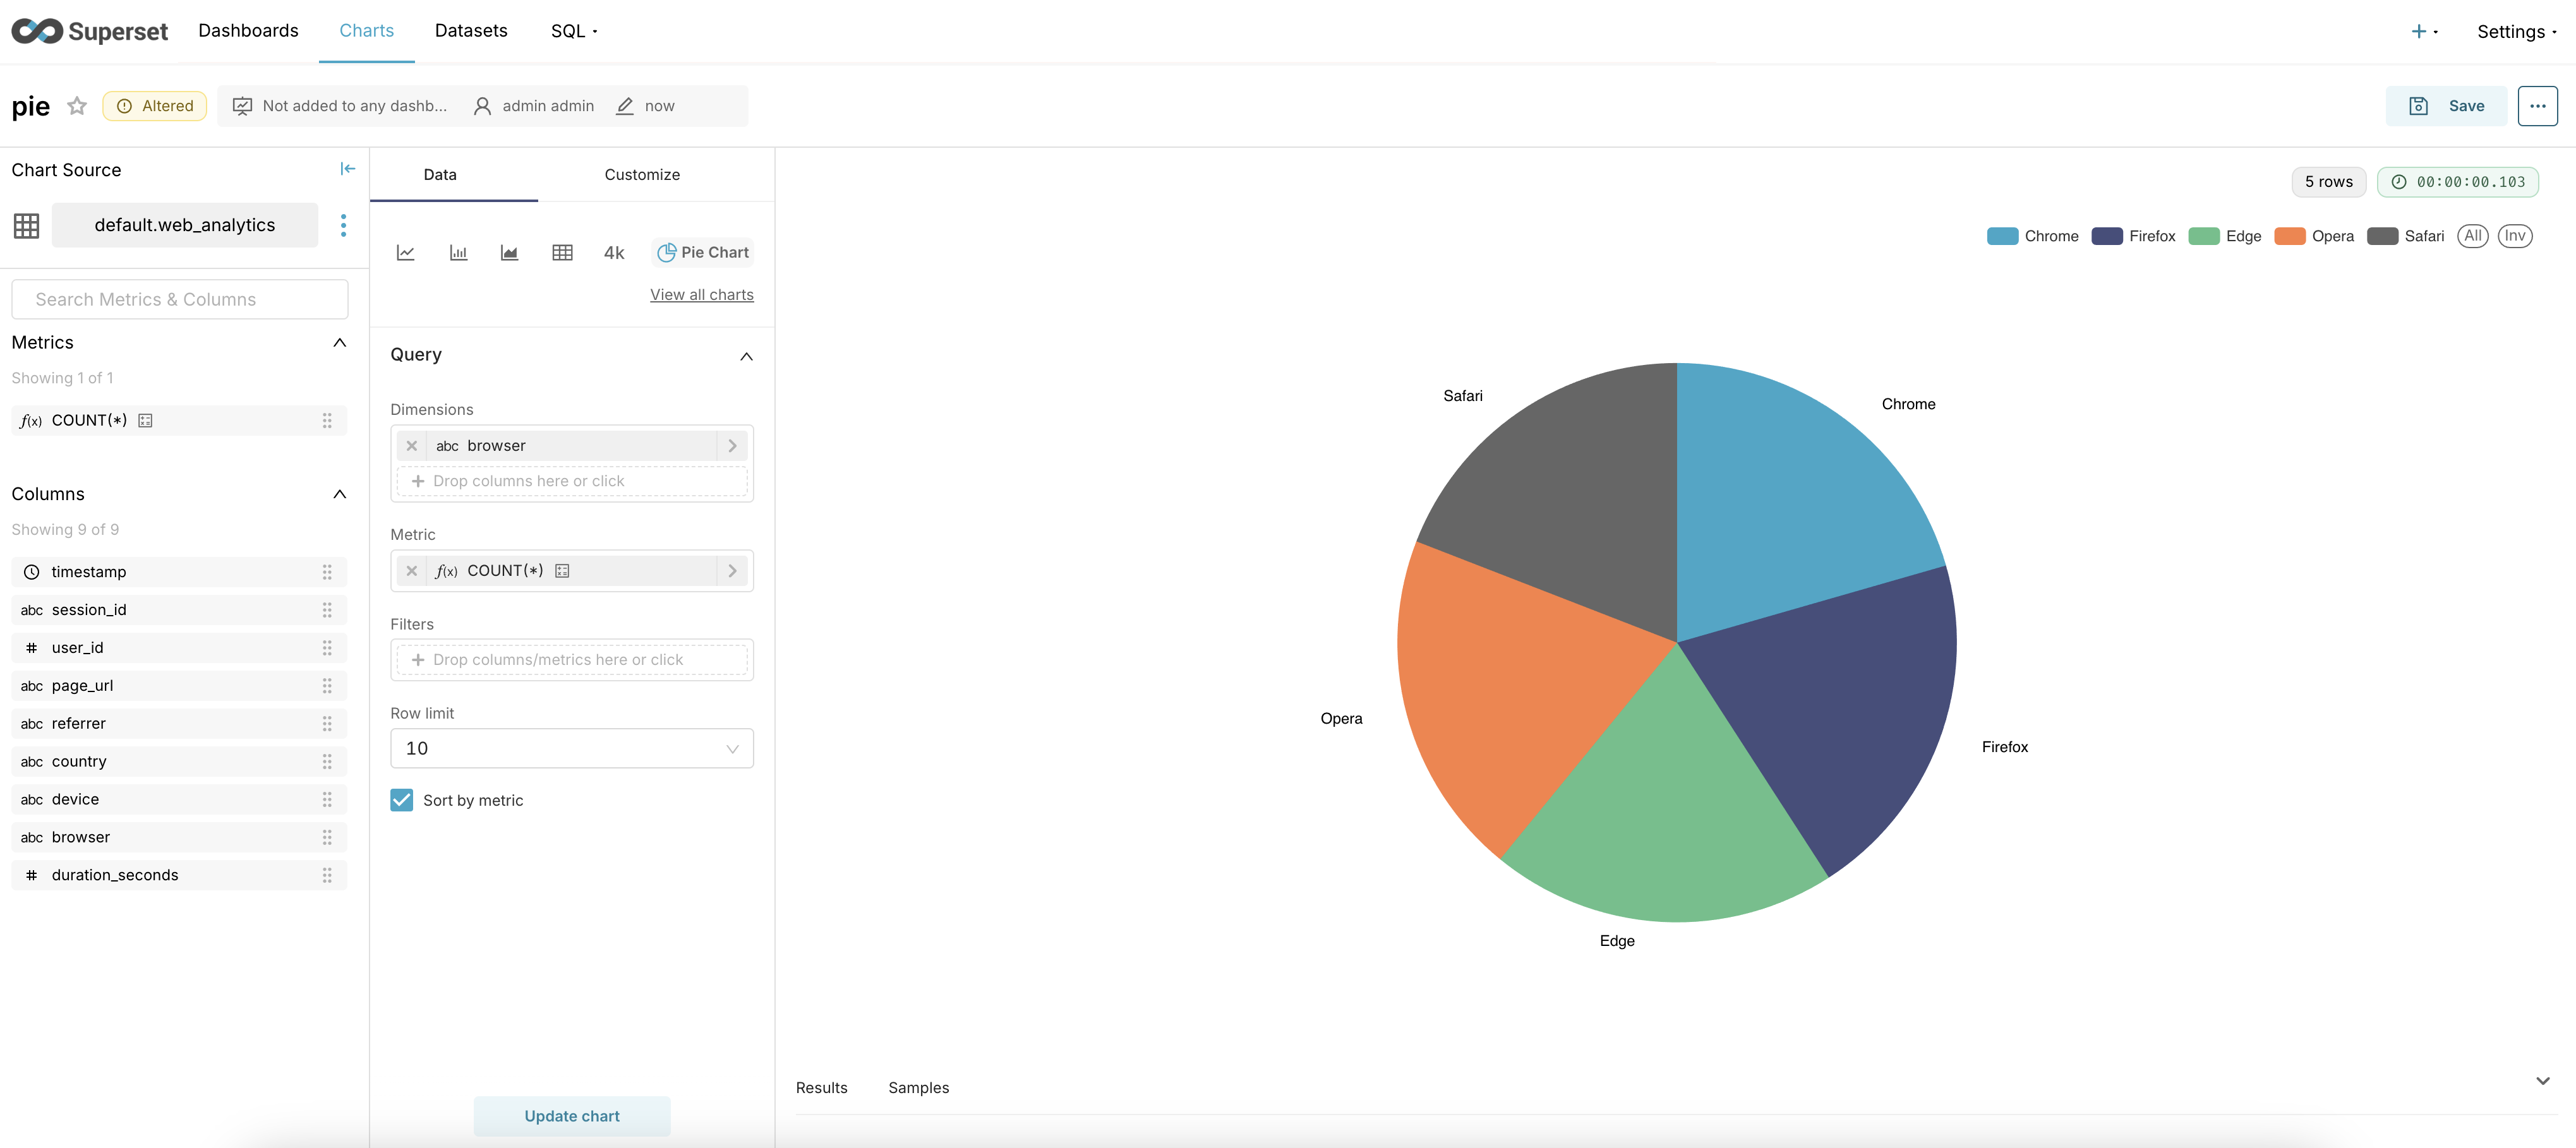 Superset Dashboards Charts Datasets SQL Settings
pie Altered Not added to any dashb... admin admin now Save
Chart Source
default.web_analytics
Search Metrics & Columns
Metrics
Showing 1 of 1
f(x) COUNT(*)
Columns
Showing 9 of 9
timestamp
abc session_id
# user_id
abc page_url
abc referrer
abc country
abc device
abc browser
# duration_seconds
Data Customize
4k Pie Chart
View all charts
Query
Dimensions
abc browser
+ Drop columns here or click
Metric
f(x) COUNT(*)
Filters
+ Drop columns/metrics here or click
Row limit
10
Sort by metric
Update chart
5 rows 00:00:00.103
Chrome Firefox Edge Opera Safari All Inv
Safari
Chrome
Opera
Firefox
Edge
Results Samples